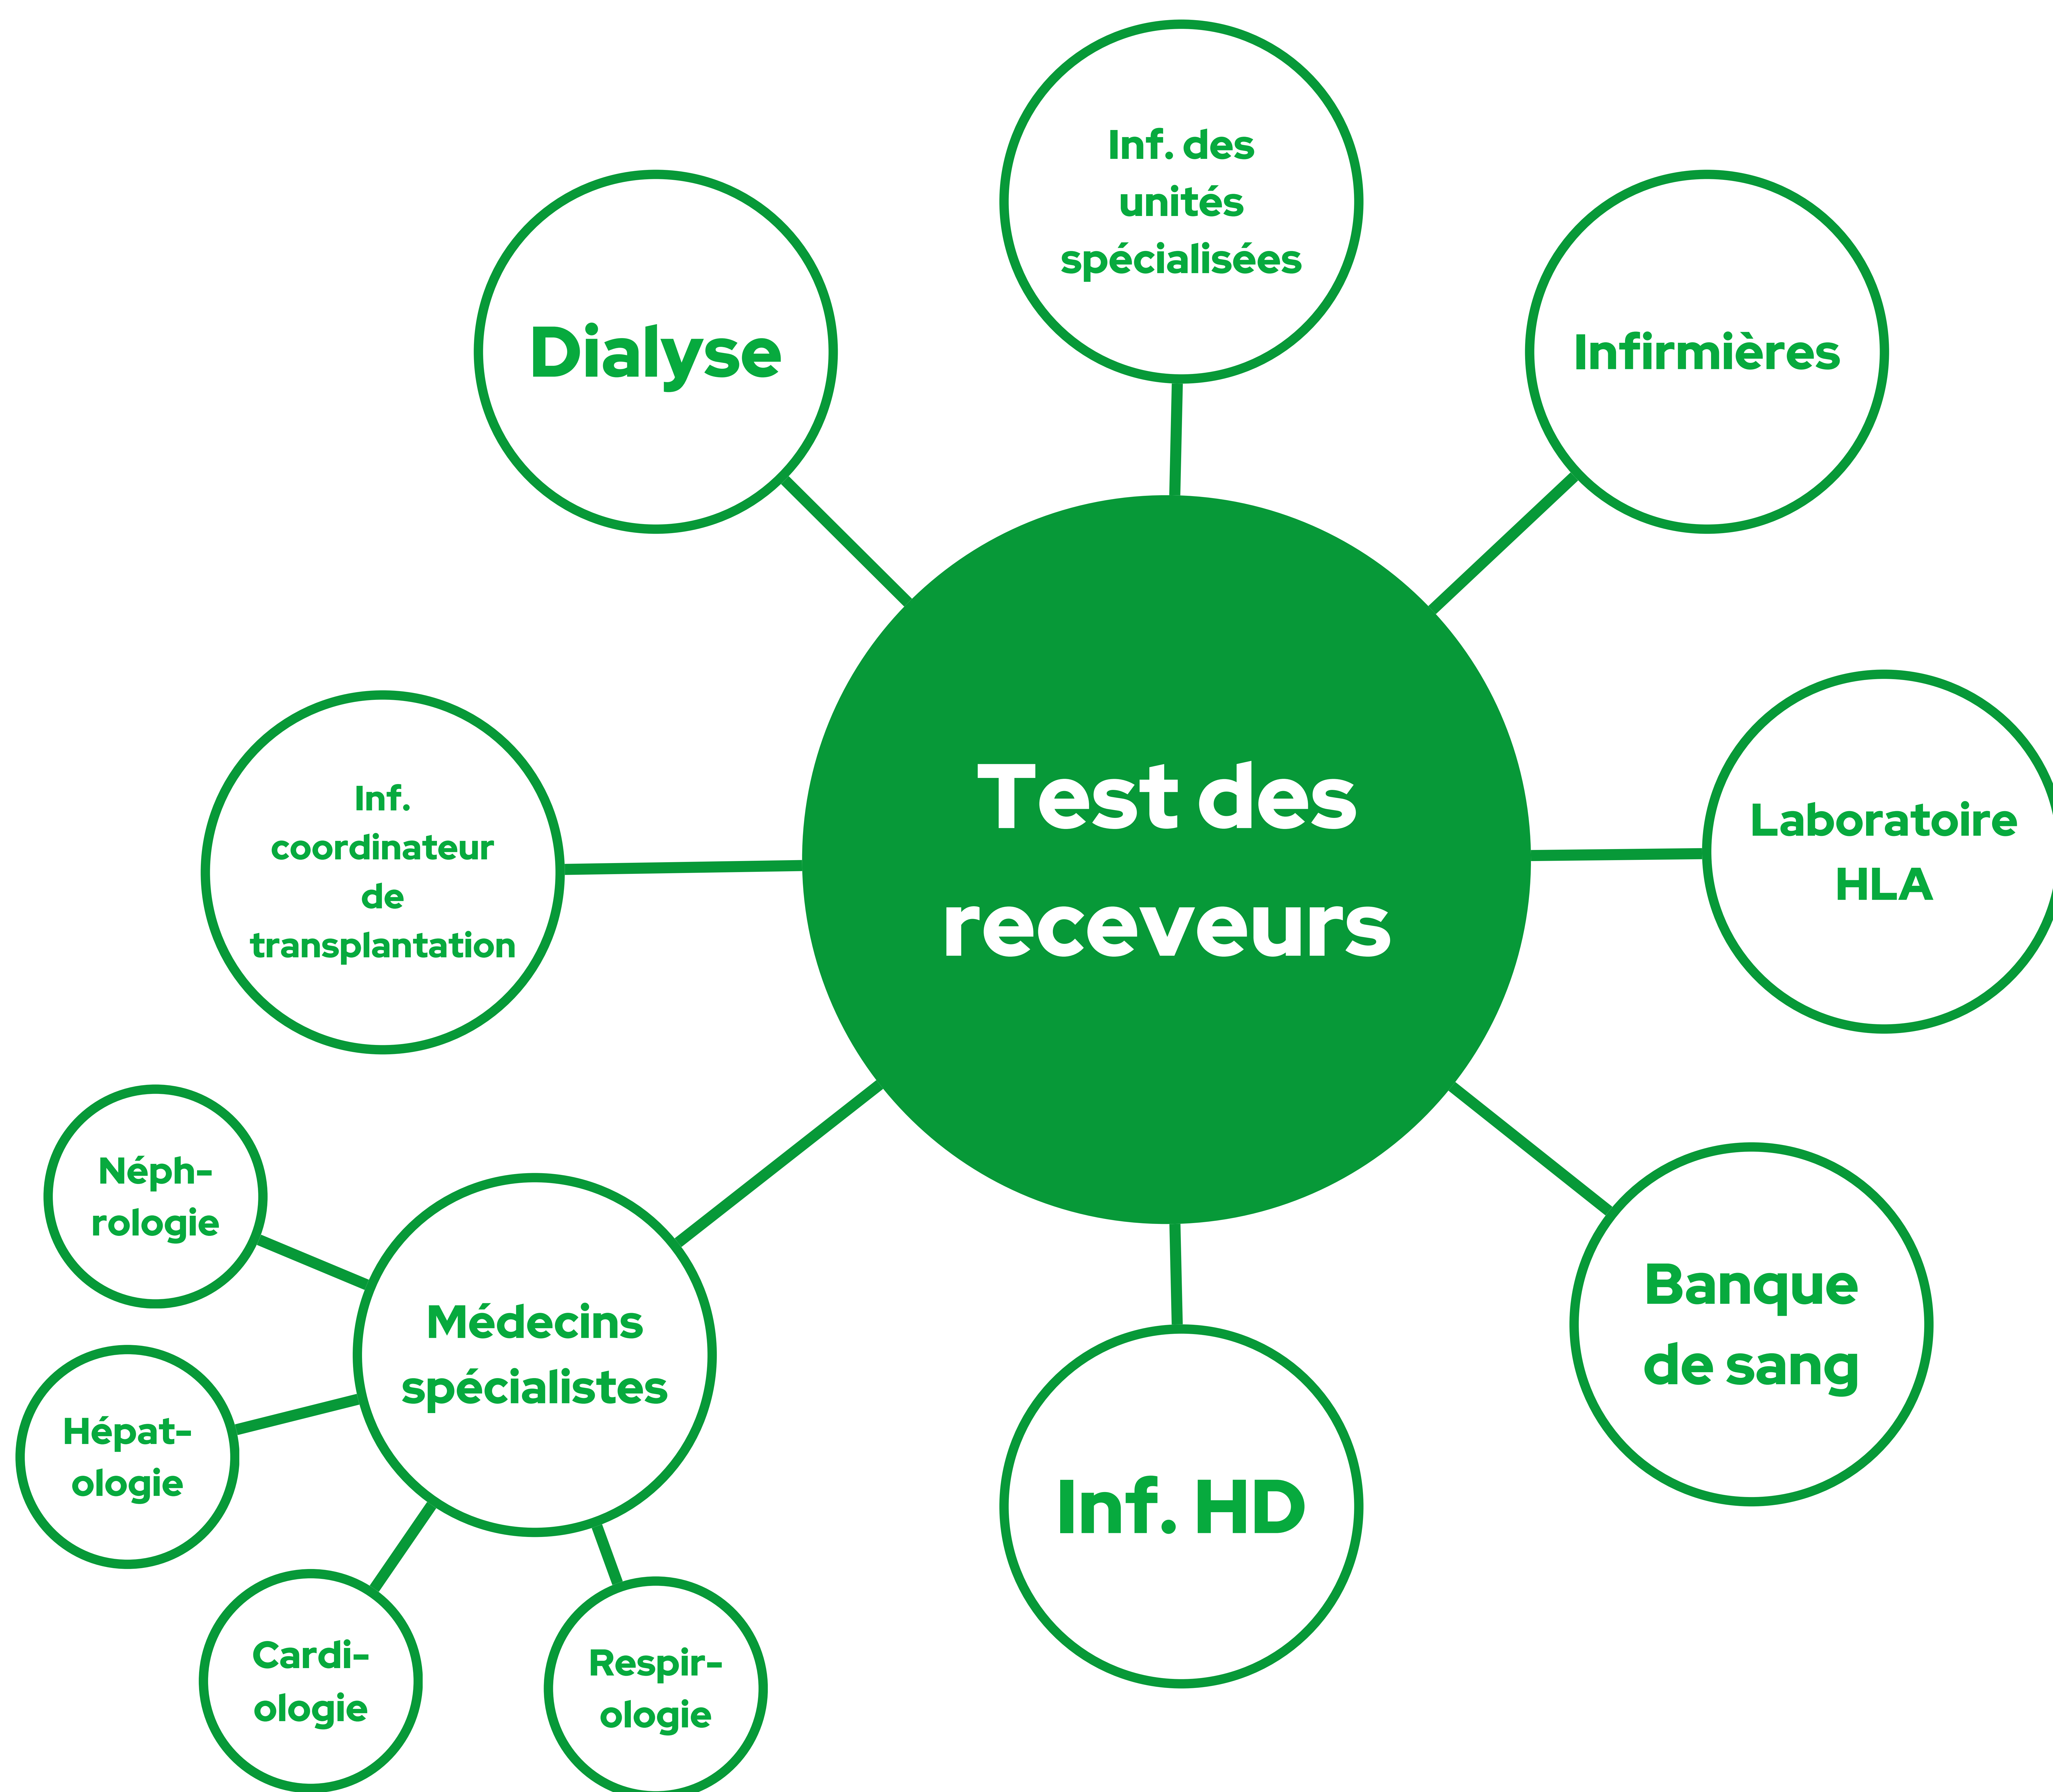 Inf. des
unités
spécialisées
Dialyse
Infirmières
Test des
receveurs
Inf.
coordinateur
de
transplantation
Laboratoire
HLA
Néph-
rologie
Médecins
spécialistes
Hépat-
ologie
Cardi-
ologie
Respir-
ologie
Inf. HD
Banque
de sang